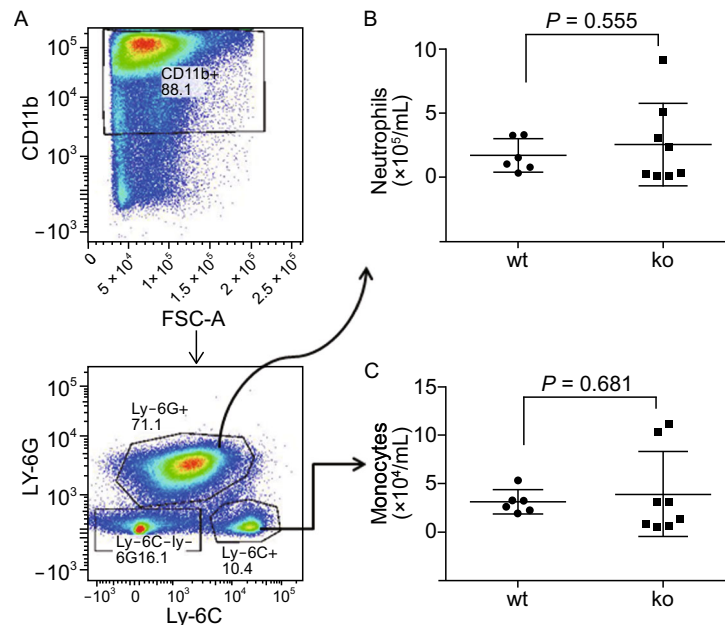 A
CD11b
10⁵
10⁴
10³
−10³
CD11b+
88.1
0
5 × 10⁴
1 × 10⁵
1.5 × 10⁵
2 × 10⁵
2.5 × 10⁵
FSC-A
LY-6G
10⁵
10⁴
10³
−10³
Ly−6G+
71.1
Ly−6C−ly−
6G16.1
Ly−6C+
10.4
−10³
0
10³
10⁴
10⁵
Ly-6C
B
P = 0.555
Neutrophils
(×10⁵/mL)
10
5
0
wt
ko
C
P = 0.681
Monocytes
(×10⁴/mL)
15
10
5
0
wt
ko